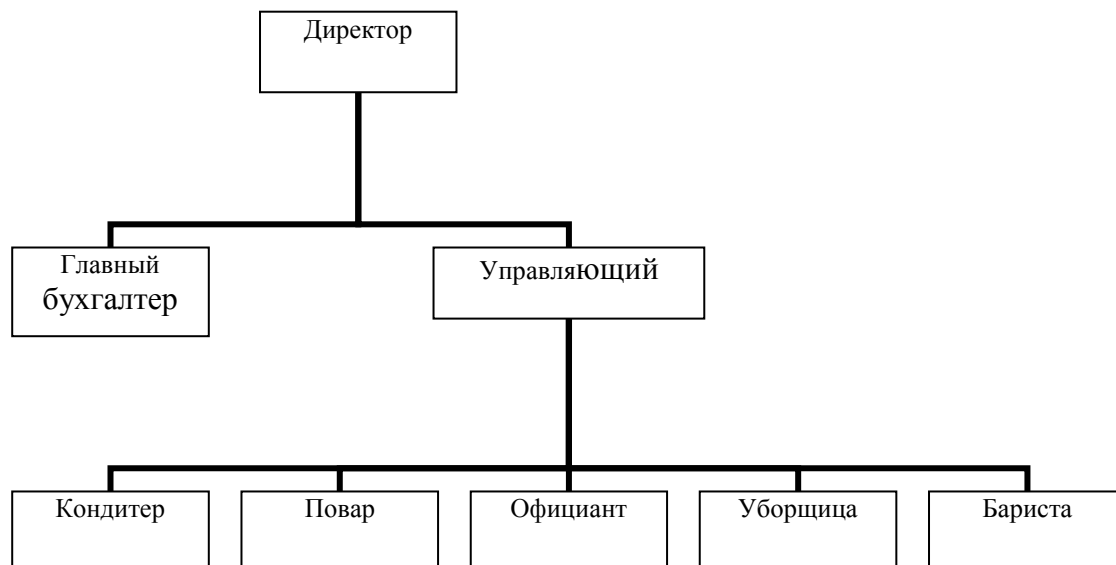 Директор
Главный
бухгалтер
Управляющий
Кондитер
Повар
Официант
Уборщица
Бариста